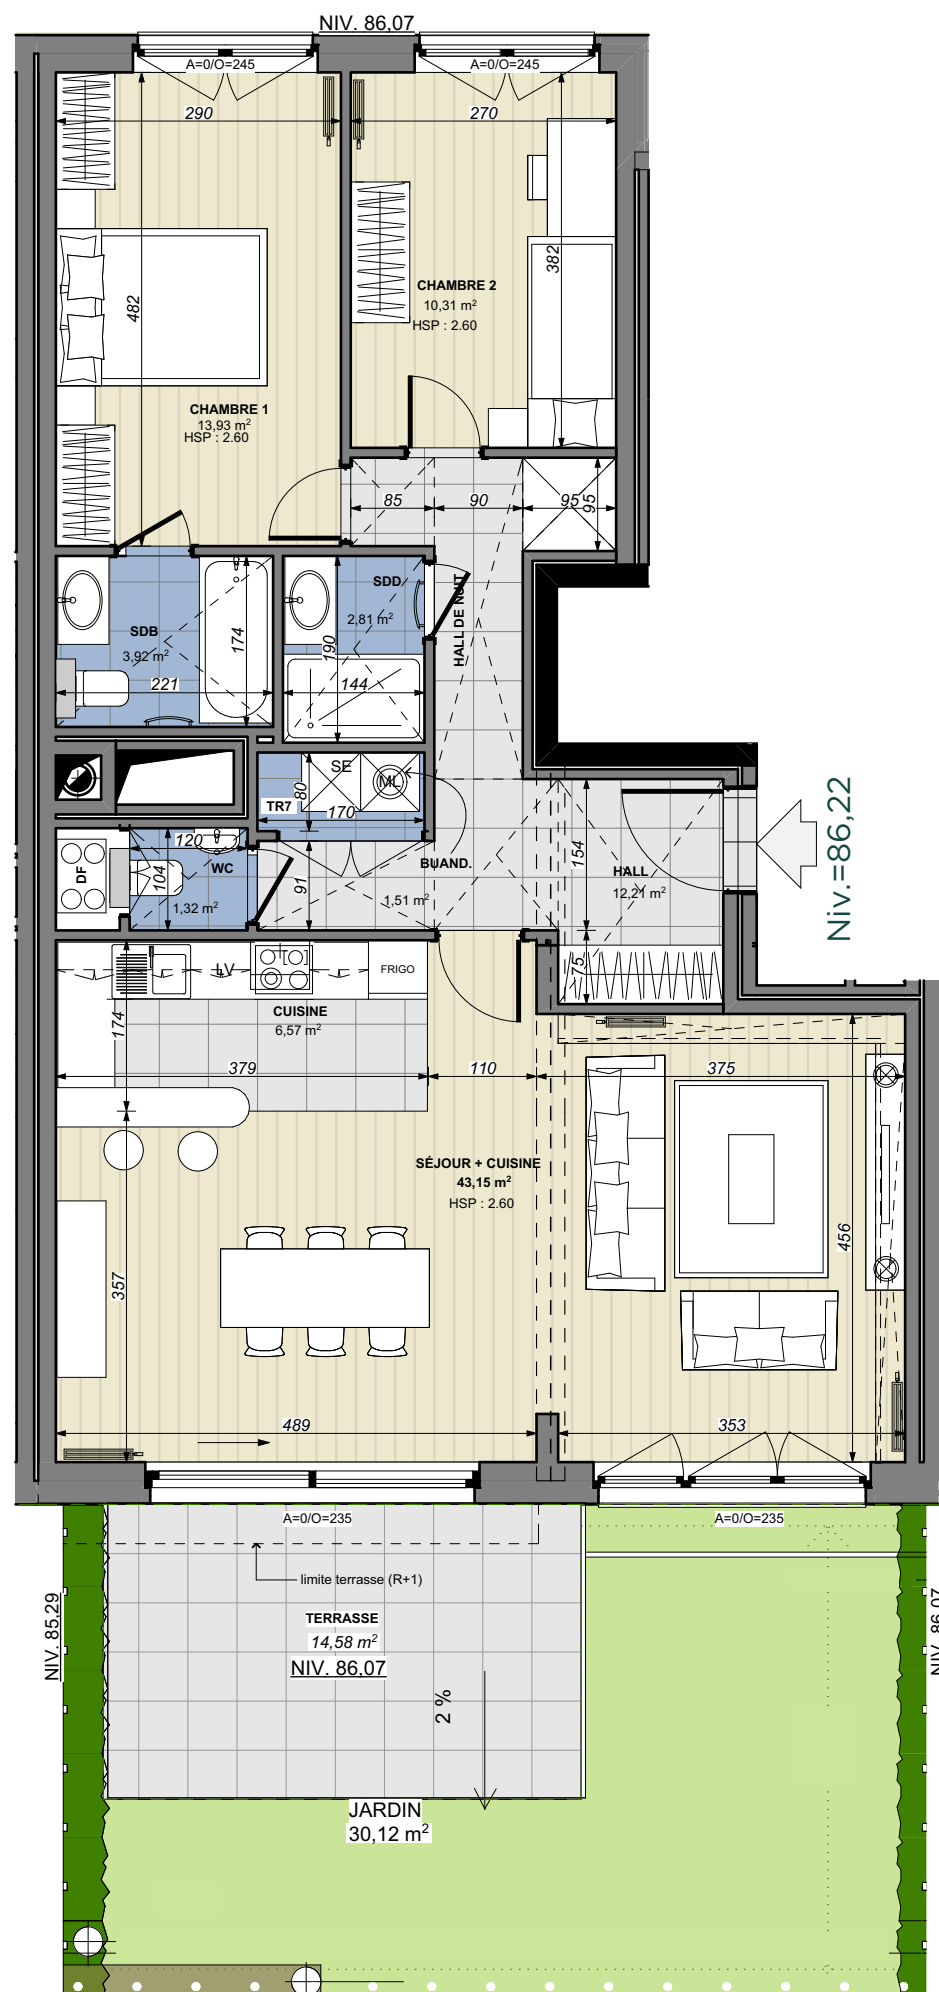 NIV. 86,07
A=0/O=245
A=0/O=245
290
270
482
382
CHAMBRE 2
10,31 m²
HSP : 2.60
CHAMBRE 1
13,93 m²
HSP : 2.60
85
90
95
95
SDD
2,81 m²
190
144
HALL DE NUIT
SDB
3,92 m²
174
221
SE
ML
80
TR7
170
120
WC
104
1,32 m²
DF
91
BUAND.
1,51 m²
154
HALL
12,21 m²
75
Niv.=86,22
LV
FRIGO
CUISINE
6,57 m²
174
379
110
375
SÉJOUR + CUISINE
43,15 m²
HSP : 2.60
456
357
489
353
A=0/O=235
A=0/O=235
limite terrasse (R+1)
TERRASSE
14,58 m²
NIV. 86,07
NIV. 85,29
NIV. 86,07
2 %
JARDIN
30,12 m²